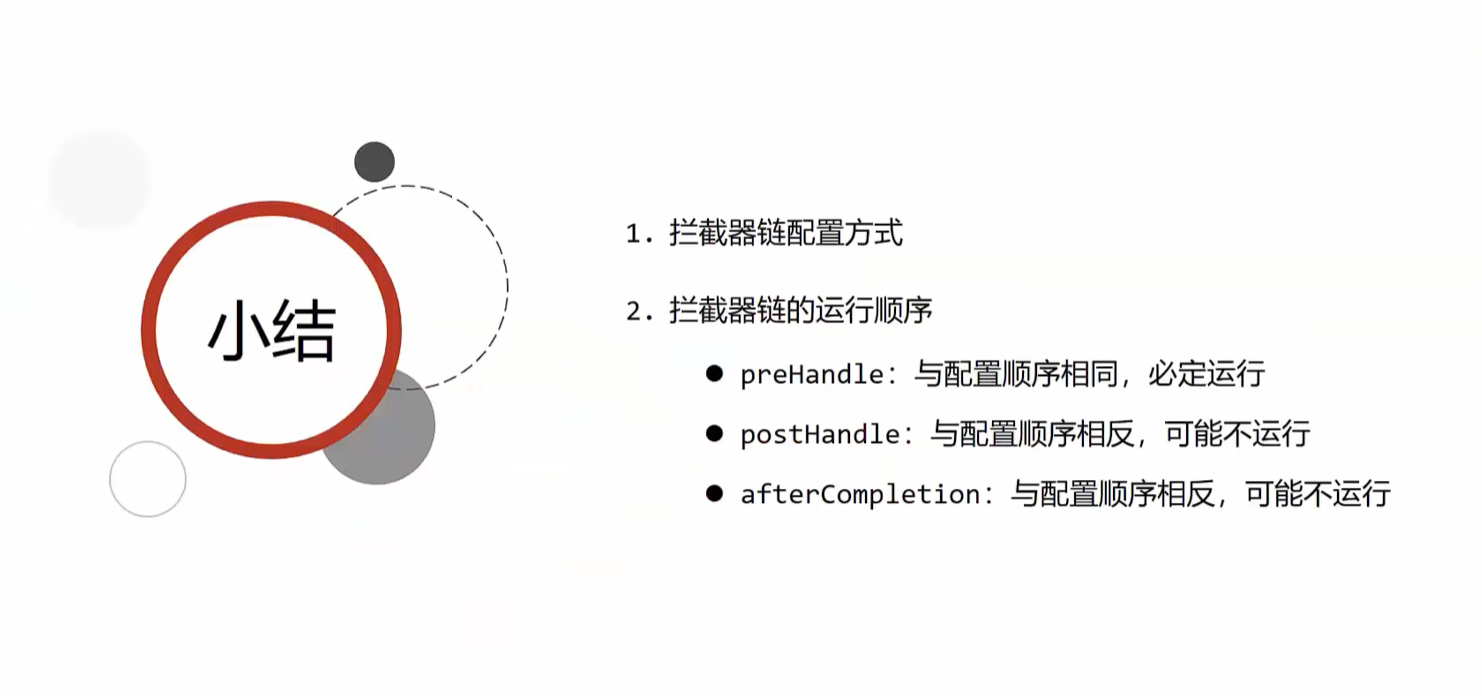 小结
1. 拦截器链配置方式
2. 拦截器链的运行顺序
● preHandle：与配置顺序相同，必定运行
● postHandle：与配置顺序相反，可能不运行
● afterCompletion：与配置顺序相反，可能不运行